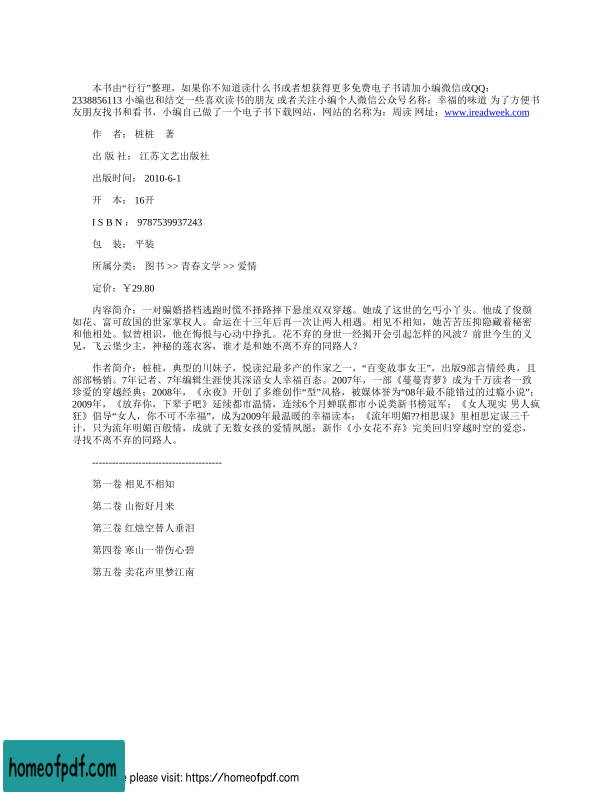 本书由“行行”整理，如果你不知道读什么书或者想获得更多免费电子书请加小编微信或QQ：
2338856113 小编也和结交一些喜欢读书的朋友 或者关注小编个人微信公众号名称：幸福的味道 为了方便书
友朋友找书和看书，小编自己做了一个电子书下载网站，网站的名称为：周读 网址：www.ireadweek.com
作 者： 桩桩 著
出 版 社： 江苏文艺出版社
出版时间： 2010-6-1
开 本： 16开
I S B N ： 9787539937243
包 装： 平装
所属分类： 图书 >> 青春文学 >> 爱情
定价：￥29.80
内容简介：一对骗婚搭档逃跑时慌不择路摔下悬崖双双穿越。她成了这世的乞丐小丫头。他成了俊颜
如花、富可敌国的世家掌权人。命运在十三年后再一次让两人相遇。相见不相知，她苦苦压抑隐藏着秘密
和他相处。似曾相识，他在悔恨与心动中挣扎。花不弃的身世一经揭开会引起怎样的风波？前世今生的义
兄，飞云堡少主，神秘的莲衣客，谁才是和她不离不弃的同路人？
作者简介：桩桩，典型的川妹子，悦读纪最多产的作家之一，“百变故事女王”，出版9部言情经典，且
部部畅销。7年记者、7年编辑生涯使其深谙女人幸福百态。2007年，一部《蔓蔓青萝》成为千万读者一致
珍爱的穿越经典；2008年，《永夜》开创了多维创作“型”风格，被媒体誉为“08年最不能错过的过瘾小说”；
2009年，《放弃你，下辈子吧》延续都市温情，连续6个月蝉联都市小说类新书榜冠军；《女人现实 男人疯
狂》倡导“女人，你不可不幸福”，成为2009年最温暖的幸福读本；《流年明媚??相思谋》里相思定谋三千
计，只为流年明媚百般情，成就了无数女孩的爱情夙愿；新作《小女花不弃》完美回归穿越时空的爱恋，
寻找不离不弃的同路人。
---------------------------------------
第一卷 相见不相知
第二卷 山衔好月来
第三卷 红烛空替人垂泪
第四卷 寒山一带伤心碧
第五卷 卖花声里梦江南
homeofpdf.com
e please visit: https://homeofpdf.com